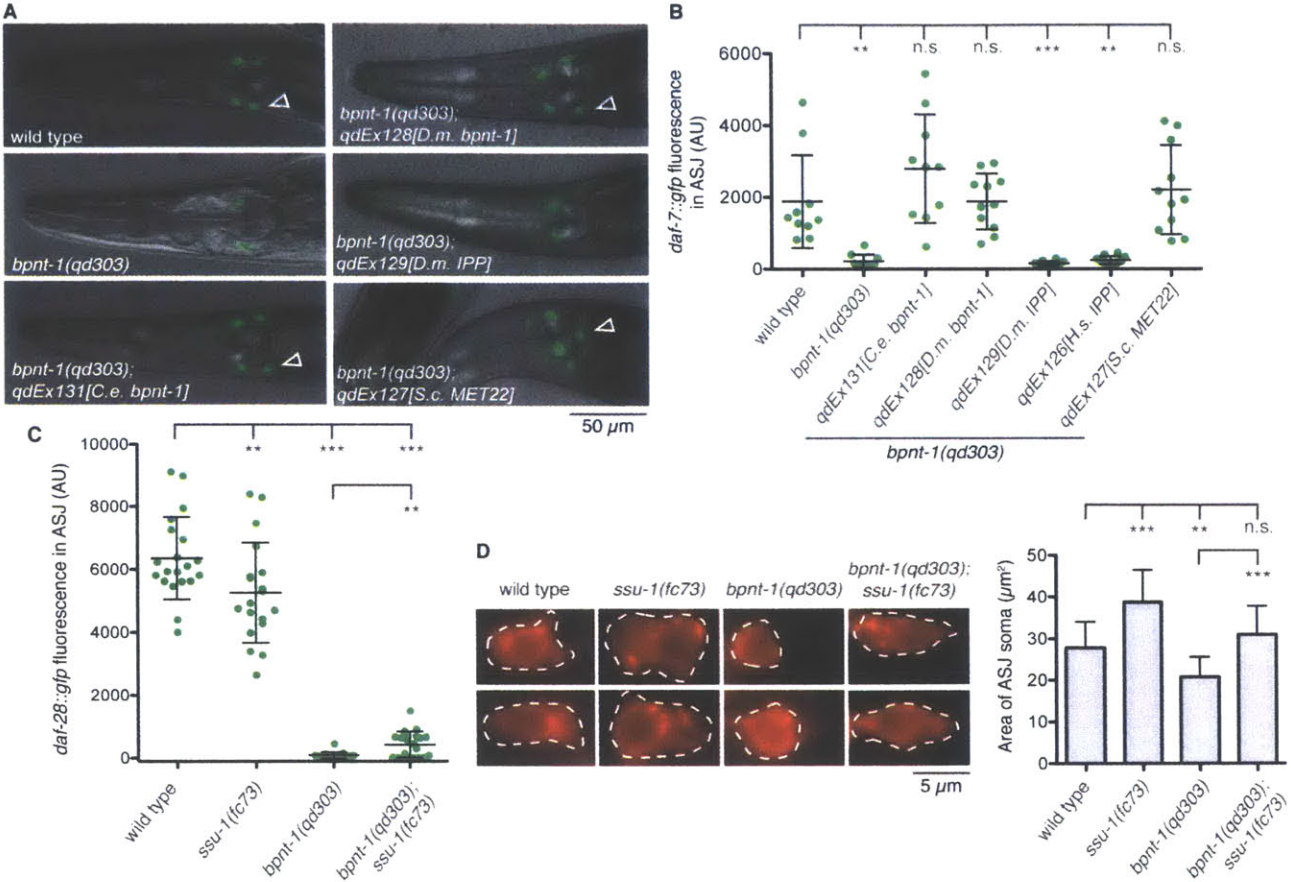 A
wild type
bpnt-1(qd303);
qdEx128[D.m. bpnt-1]
bpnt-1(qd303)
bpnt-1(qd303);
qdEx129[D.m. IPP]
bpnt-1(qd303);
qdEx131[C.e. bpnt-1]
bpnt-1(qd303);
qdEx127[S.c. MET22]
50 µm
B
** n.s. n.s. *** ** n.s.
daf-7::gfp fluorescence
in ASJ (AU)
6000
4000
2000
0
wild type
bpnt-1(qd303)
qdEx131[C.e. bpnt-1]
qdEx128[D.m. bpnt-1]
qdEx129[D.m. IPP]
qdEx126[H.s. IPP]
qdEx127[S.c. MET22]
bpnt-1(qd303)
C
** *** ***
**
daf-28::gfp fluorescence in ASJ (AU)
10000
8000
6000
4000
2000
0
wild type
ssu-1(fc73)
bpnt-1(qd303)
bpnt-1(qd303);
ssu-1(fc73)
D
wild type
ssu-1(fc73)
bpnt-1(qd303)
bpnt-1(qd303);
ssu-1(fc73)
5 µm
*** ** n.s.
***
Area of ASJ soma (µm²)
50
40
30
20
10
0
wild type
ssu-1(fc73)
bpnt-1(qd303)
bpnt-1(qd303);
ssu-1(fc73)